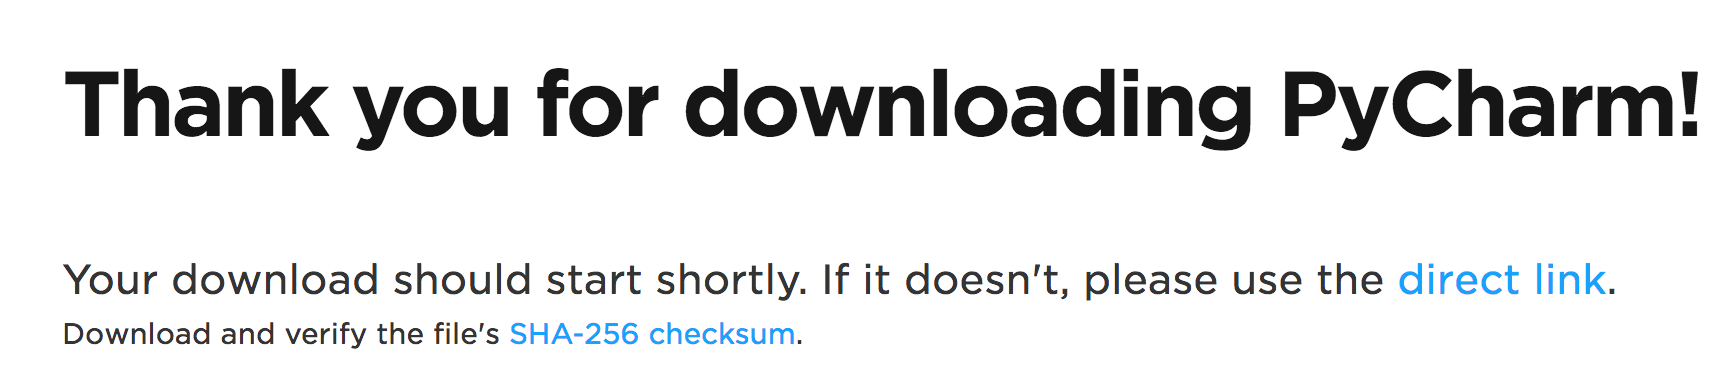 Thank you for downloading PyCharm!
Your download should start shortly. If it doesn't, please use the direct link.
Download and verify the file's SHA-256 checksum.